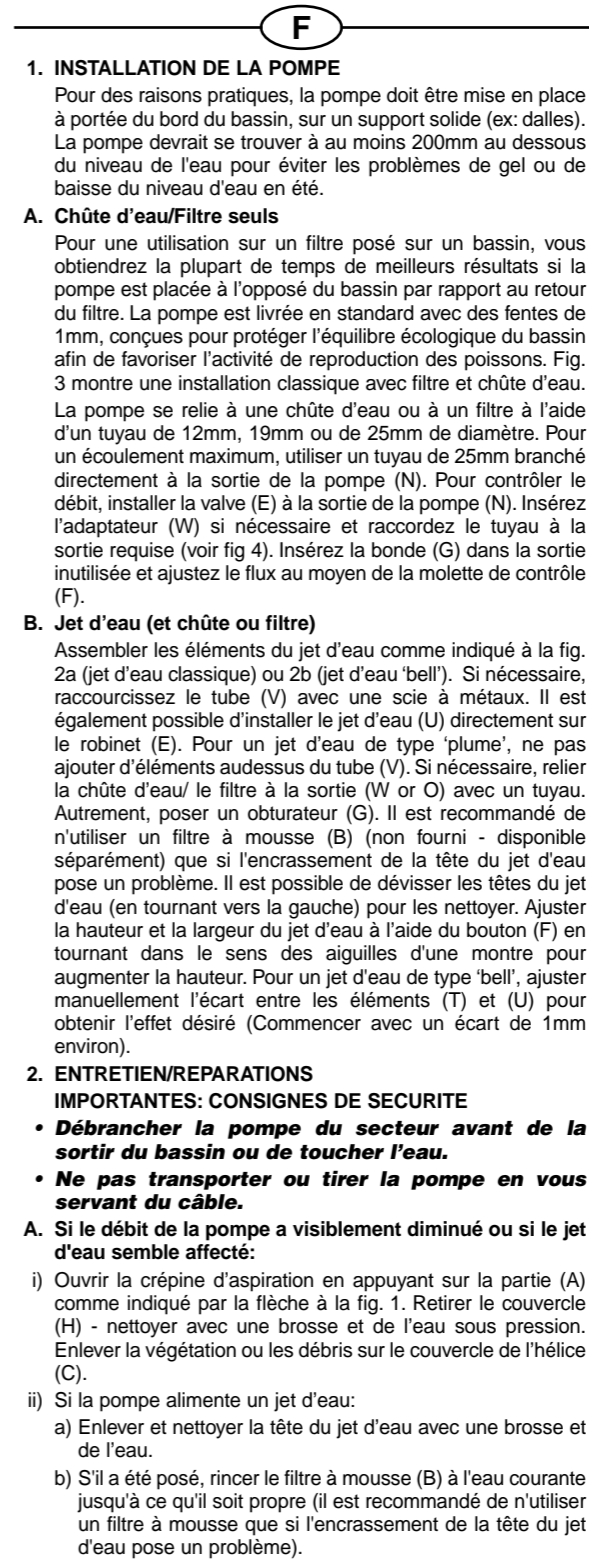 F
1. INSTALLATION DE LA POMPE
Pour des raisons pratiques, la pompe doit être mise en place
à portée du bord du bassin, sur un support solide (ex: dalles).
La pompe devrait se trouver à au moins 200mm au dessous
du niveau de l'eau pour éviter les problèmes de gel ou de
baisse du niveau d'eau en été.
A. Chûte d’eau/Filtre seuls
Pour une utilisation sur un filtre posé sur un bassin, vous
obtiendrez la plupart de temps de meilleurs résultats si la
pompe est placée à l’opposé du bassin par rapport au retour
du filtre. La pompe est livrée en standard avec des fentes de
1mm, conçues pour protéger l’équilibre écologique du bassin
afin de favoriser l’activité de reproduction des poissons. Fig.
3 montre une installation classique avec filtre et chûte d’eau.
La pompe se relie à une chûte d’eau ou à un filtre à l’aide
d’un tuyau de 12mm, 19mm ou de 25mm de diamètre. Pour
un écoulement maximum, utiliser un tuyau de 25mm branché
directement à la sortie de la pompe (N). Pour contrôler le
débit, installer la valve (E) à la sortie de la pompe (N). Insérez
l’adaptateur (W) si nécessaire et raccordez le tuyau à la
sortie requise (voir fig 4). Insérez la bonde (G) dans la sortie
inutilisée et ajustez le flux au moyen de la molette de contrôle
(F).
B. Jet d’eau (et chûte ou filtre)
Assembler les éléments du jet d’eau comme indiqué à la fig.
2a (jet d’eau classique) ou 2b (jet d’eau ‘bell’). Si nécessaire,
raccourcissez le tube (V) avec une scie à métaux. Il est
également possible d’installer le jet d’eau (U) directement sur
le robinet (E). Pour un jet d’eau de type ‘plume’, ne pas
ajouter d’éléments audessus du tube (V). Si nécessaire, relier
la chûte d’eau/ le filtre à la sortie (W or O) avec un tuyau.
Autrement, poser un obturateur (G). Il est recommandé de
n'utiliser un filtre à mousse (B) (non fourni - disponible
séparément) que si l'encrassement de la tête du jet d'eau
pose un problème. Il est possible de dévisser les têtes du jet
d'eau (en tournant vers la gauche) pour les nettoyer. Ajuster
la hauteur et la largeur du jet d'eau à l’aide du bouton (F) en
tournant dans le sens des aiguilles d'une montre pour
augmenter la hauteur. Pour un jet d'eau de type ‘bell’, ajuster
manuellement l’écart entre les éléments (T) et (U) pour
obtenir l’effet désiré (Commencer avec un écart de 1mm
environ).
2. ENTRETIEN/REPARATIONS
IMPORTANTES: CONSIGNES DE SECURITE
• Débrancher la pompe du secteur avant de la
sortir du bassin ou de toucher l’eau.
• Ne pas transporter ou tirer la pompe en vous
servant du câble.
A. Si le débit de la pompe a visiblement diminué ou si le jet
d'eau semble affecté:
i) Ouvrir la crépine d’aspiration en appuyant sur la partie (A)
comme indiqué par la flèche à la fig. 1. Retirer le couvercle
(H) - nettoyer avec une brosse et de l’eau sous pression.
Enlever la végétation ou les débris sur le couvercle de l’hélice
(C).
ii) Si la pompe alimente un jet d’eau:
a) Enlever et nettoyer la tête du jet d’eau avec une brosse et
de l’eau.
b) S'il a été posé, rincer le filtre à mousse (B) à l'eau courante
jusqu'à ce qu'il soit propre (il est recommandé de n'utiliser
un filtre à mousse que si l'encrassement de la tête du jet
d'eau pose un problème).